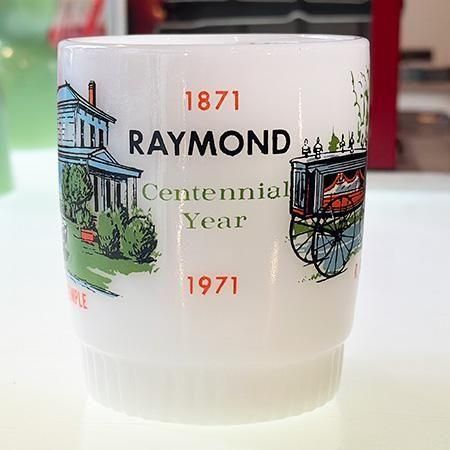 1871
RAYMOND
Centennial
Year
1971